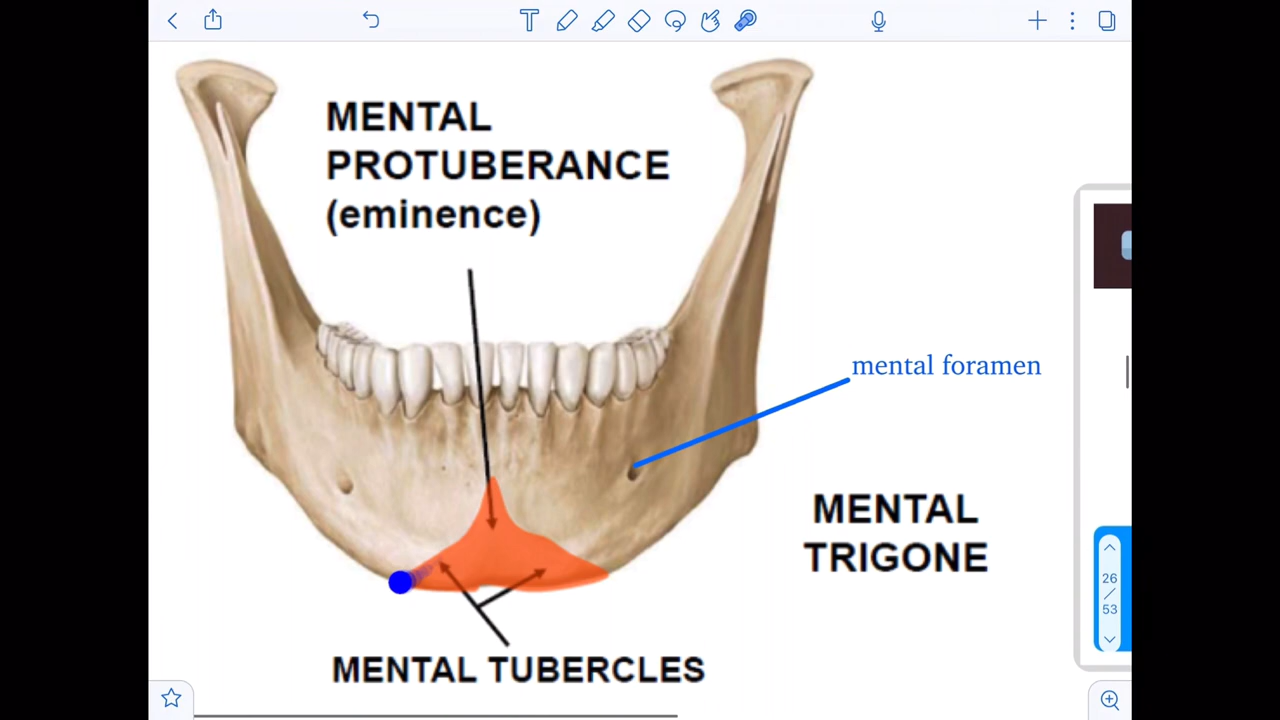 MENTAL
PROTUBERANCE
(eminence)
mental foramen
MENTAL
TRIGONE
MENTAL TUBERCLES
26
/
53